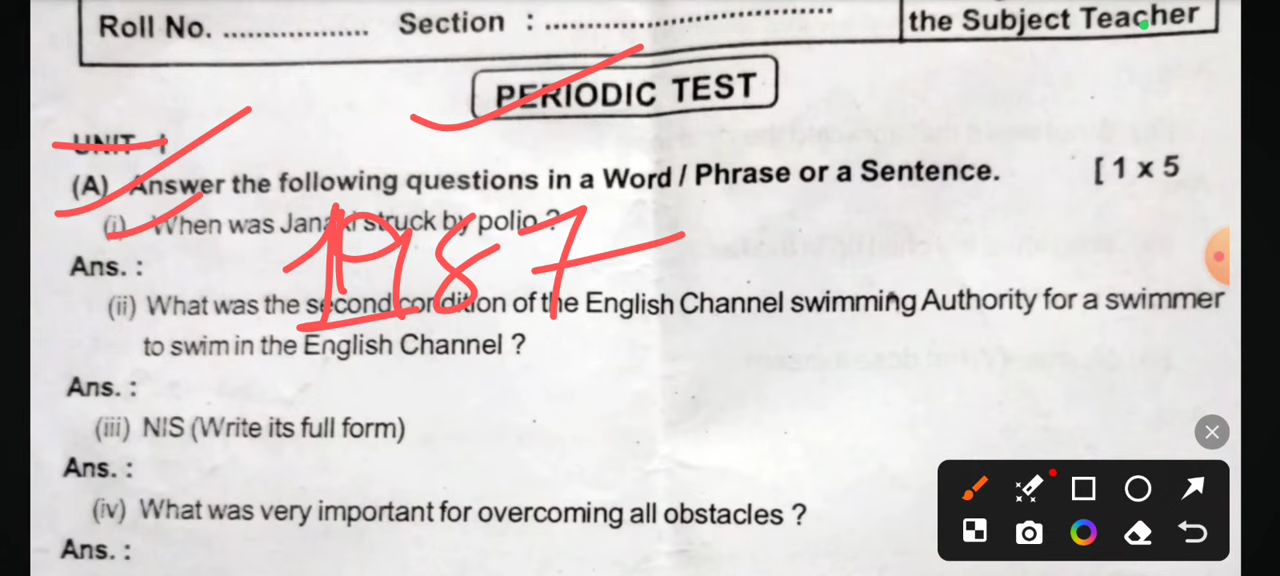 Roll No. ................. Section : ........................................
the Subject Teacher
PERIODIC TEST
UNIT - I
(A) Answer the following questions in a Word / Phrase or a Sentence. [ 1 x 5
(i) When was Janaki struck by polio ?
1987
Ans. :
(ii) What was the second condition of the English Channel swimming Authority for a swimmer
to swim in the English Channel ?
Ans. :
(iii) NIS (Write its full form)
Ans. :
(iv) What was very important for overcoming all obstacles ?
Ans. :